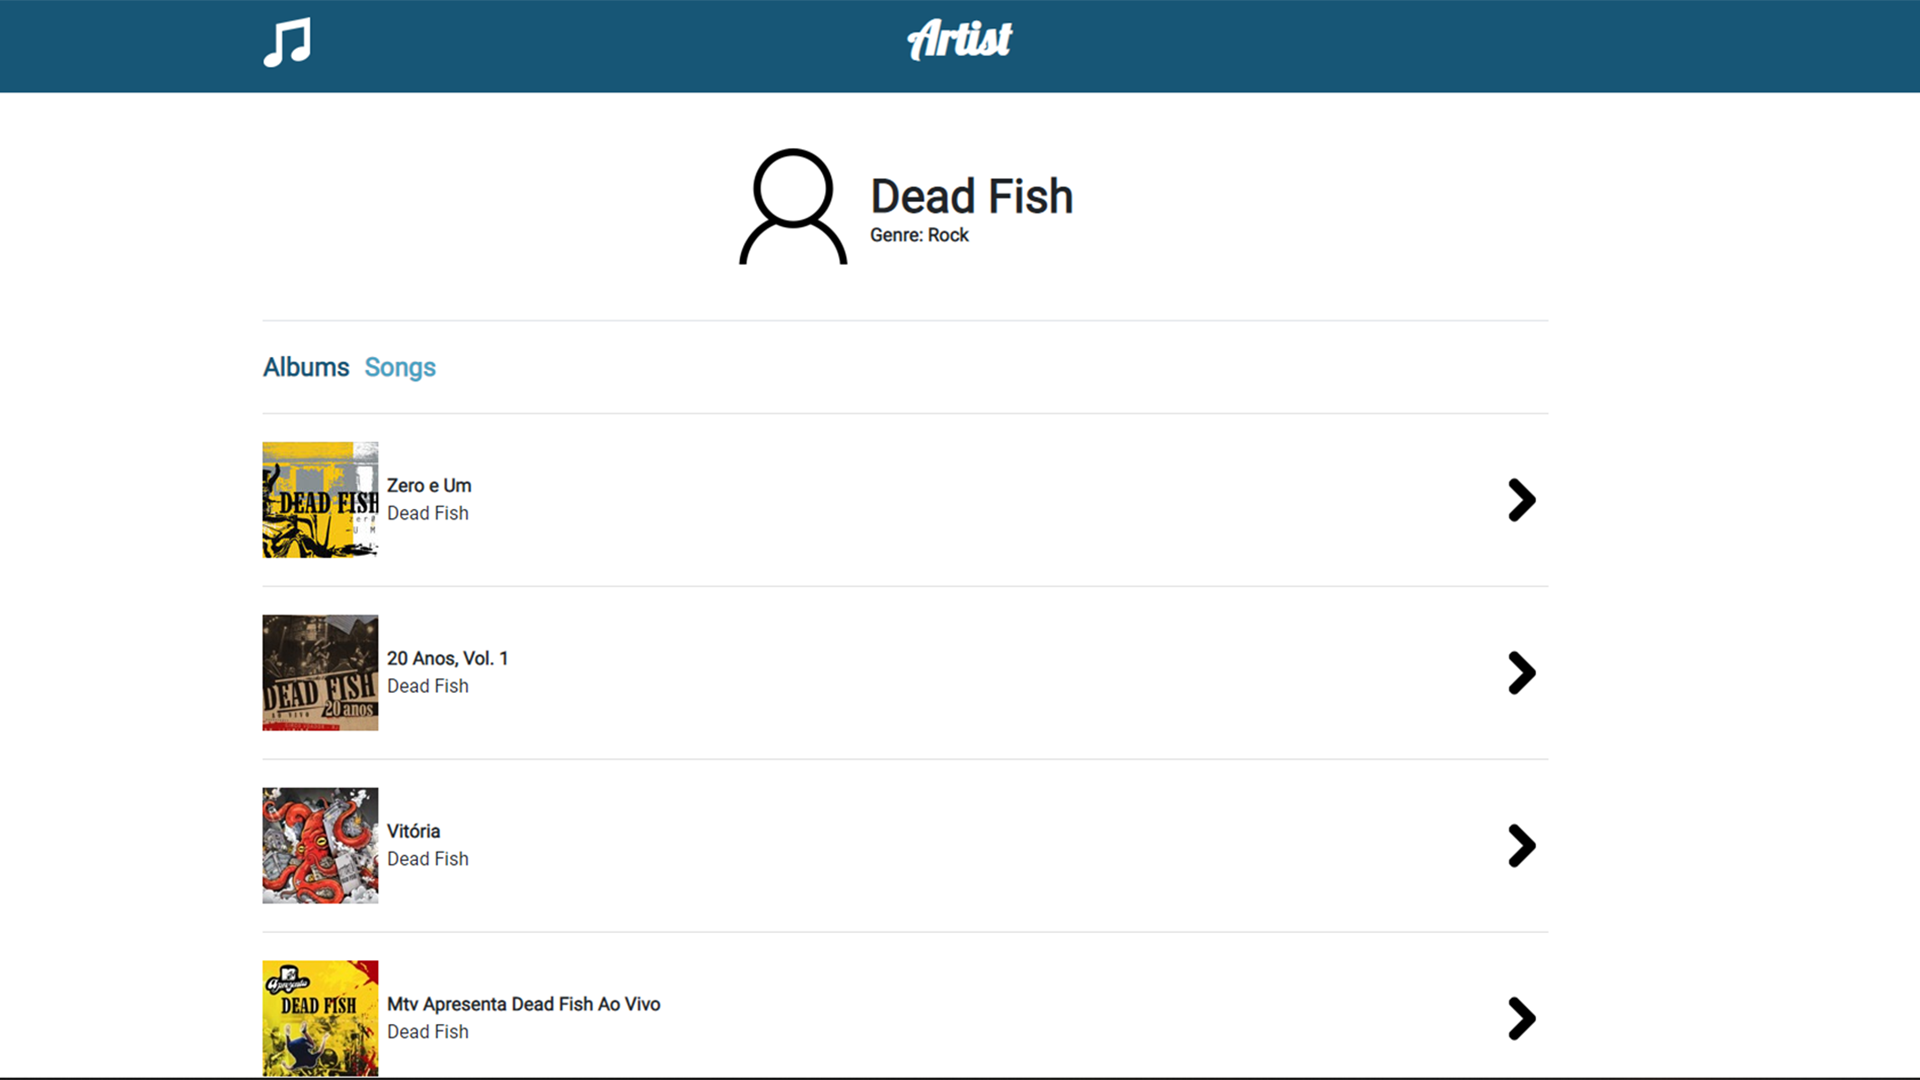 Artist
Dead Fish
Genre: Rock
Albums Songs
DEAD FISH
Zero e Um
Dead Fish
DEAD FISH
20 anos
20 Anos, Vol. 1
Dead Fish
Vitória
Dead Fish
Apresenta
DEAD FISH
Mtv Apresenta Dead Fish Ao Vivo
Dead Fish